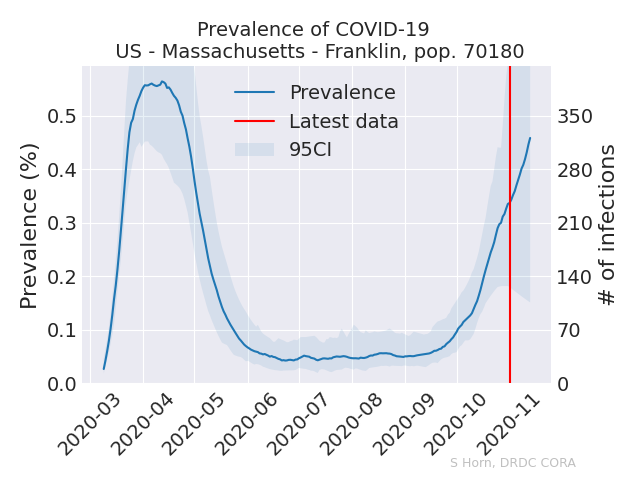 Prevalence of COVID-19
US - Massachusetts - Franklin, pop. 70180
Prevalence
Latest data
95CI
Prevalence (%)
0.5
0.4
0.3
0.2
0.1
0.0
350
280
210
140
70
0
# of infections
2020-03
2020-04
2020-05
2020-06
2020-07
2020-08
2020-09
2020-10
2020-11
S Horn, DRDC CORA